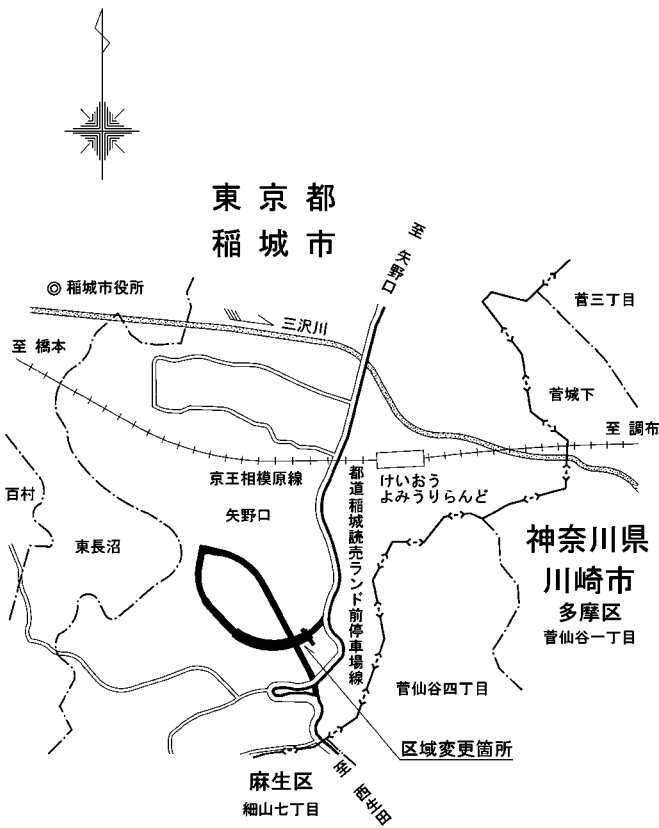 東京都
稲城市
至 矢野口
◎ 稲城市役所
三沢川
菅三丁目
至 橋本
菅城下
至 調布
京王相模原線
けいおう
よみうりらんど
都道稲城読売ランド前停車場線
百村
矢野口
東長沼
神奈川県
川崎市
多摩区
菅仙谷一丁目
菅仙谷四丁目
区域変更箇所
麻生区
細山七丁目
至 西生田